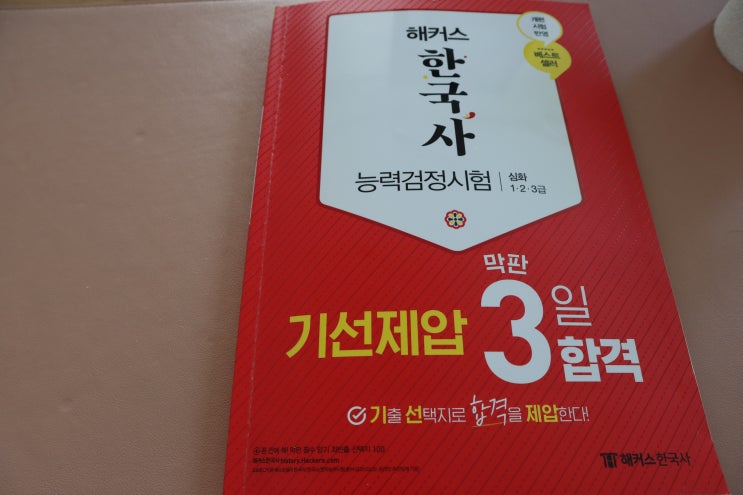 해커스
개편
시험
반영
베스트
셀러
한국사
능력검정시험
심화
1·2·3급
막판
기선제압 3일 합격
기출 선택지로 합격을 제압한다!
history.Hackers.com
해커스한국사